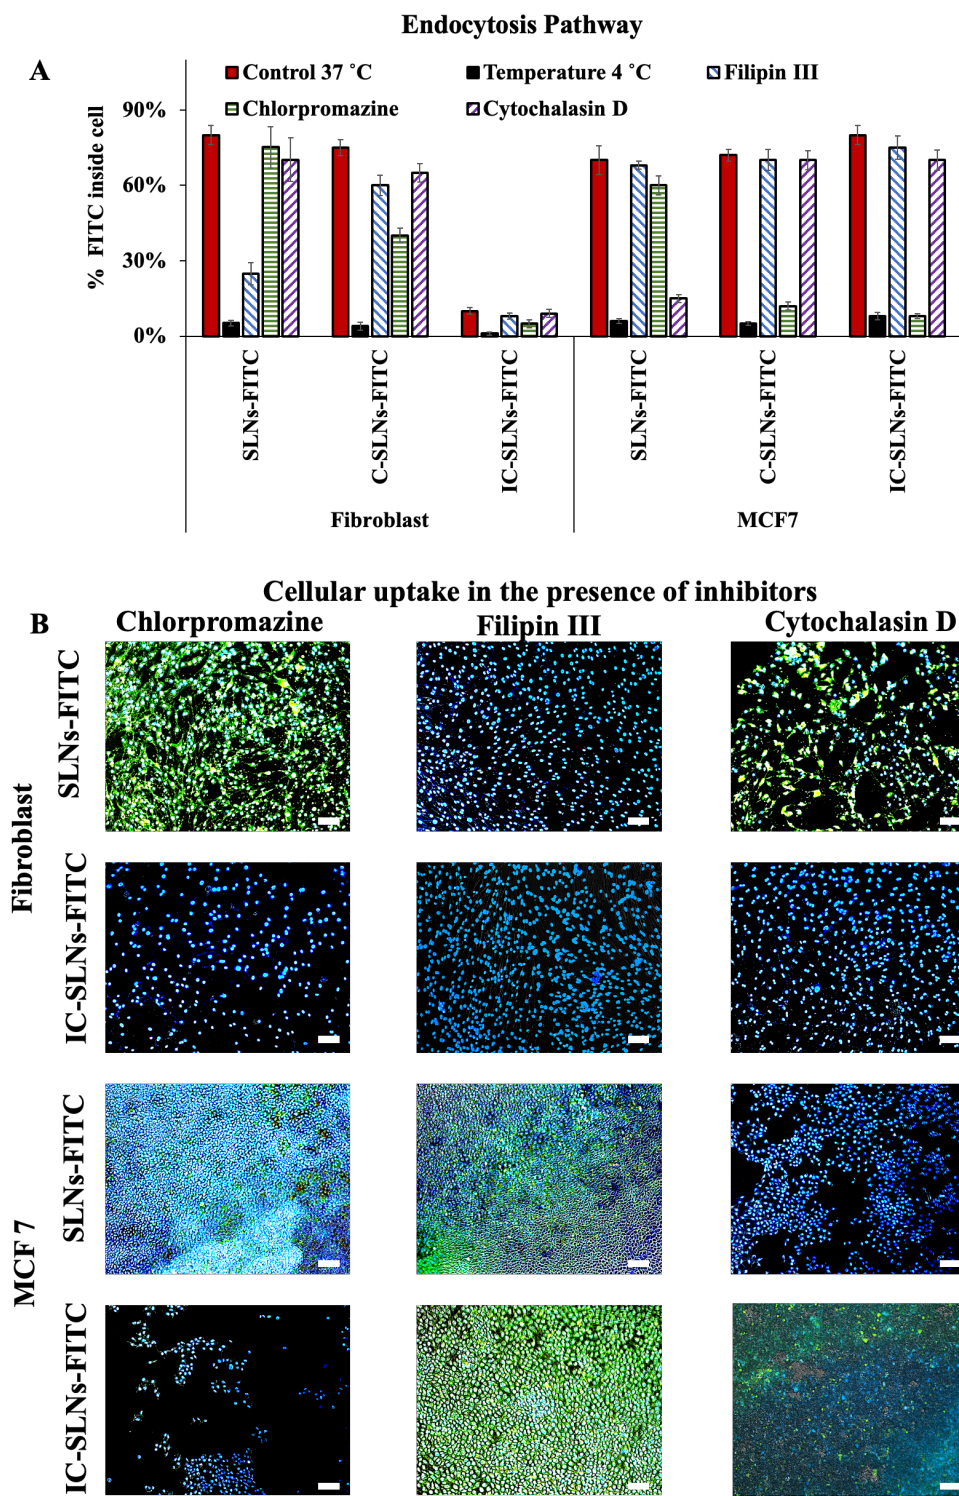 Endocytosis Pathway
A
Control 37 ˚C
Temperature 4 ˚C
Filipin III
Chlorpromazine
Cytochalasin D
% FITC inside cell
90%
60%
30%
0%
SLNs-FITC
C-SLNs-FITC
IC-SLNs-FITC
SLNs-FITC
C-SLNs-FITC
IC-SLNs-FITC
Fibroblast
MCF7
Cellular uptake in the presence of inhibitors
B
Chlorpromazine
Filipin III
Cytochalasin D
Fibroblast
SLNs-FITC
IC-SLNs-FITC
MCF 7
SLNs-FITC
IC-SLNs-FITC